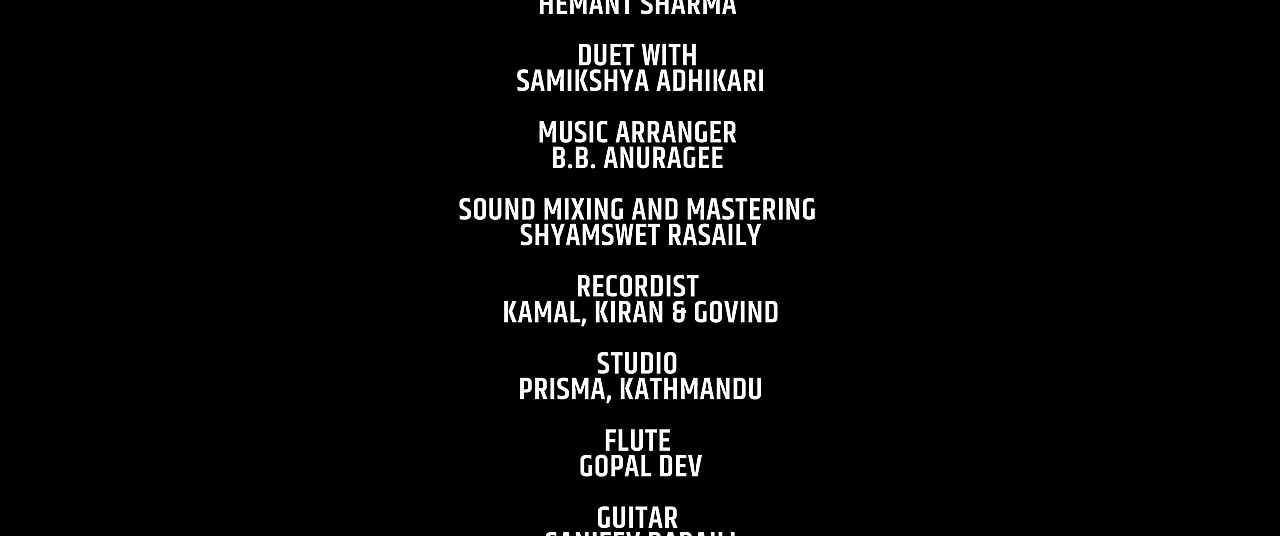 HEMANT SHARMA
DUET WITH
SAMIKSHYA ADHIKARI
MUSIC ARRANGER
B.B. ANURAGEE
SOUND MIXING AND MASTERING
SHYAMSWET RASAILY
RECORDIST
KAMAL, KIRAN & GOVIND
STUDIO
PRISMA, KATHMANDU
FLUTE
GOPAL DEV
GUITAR